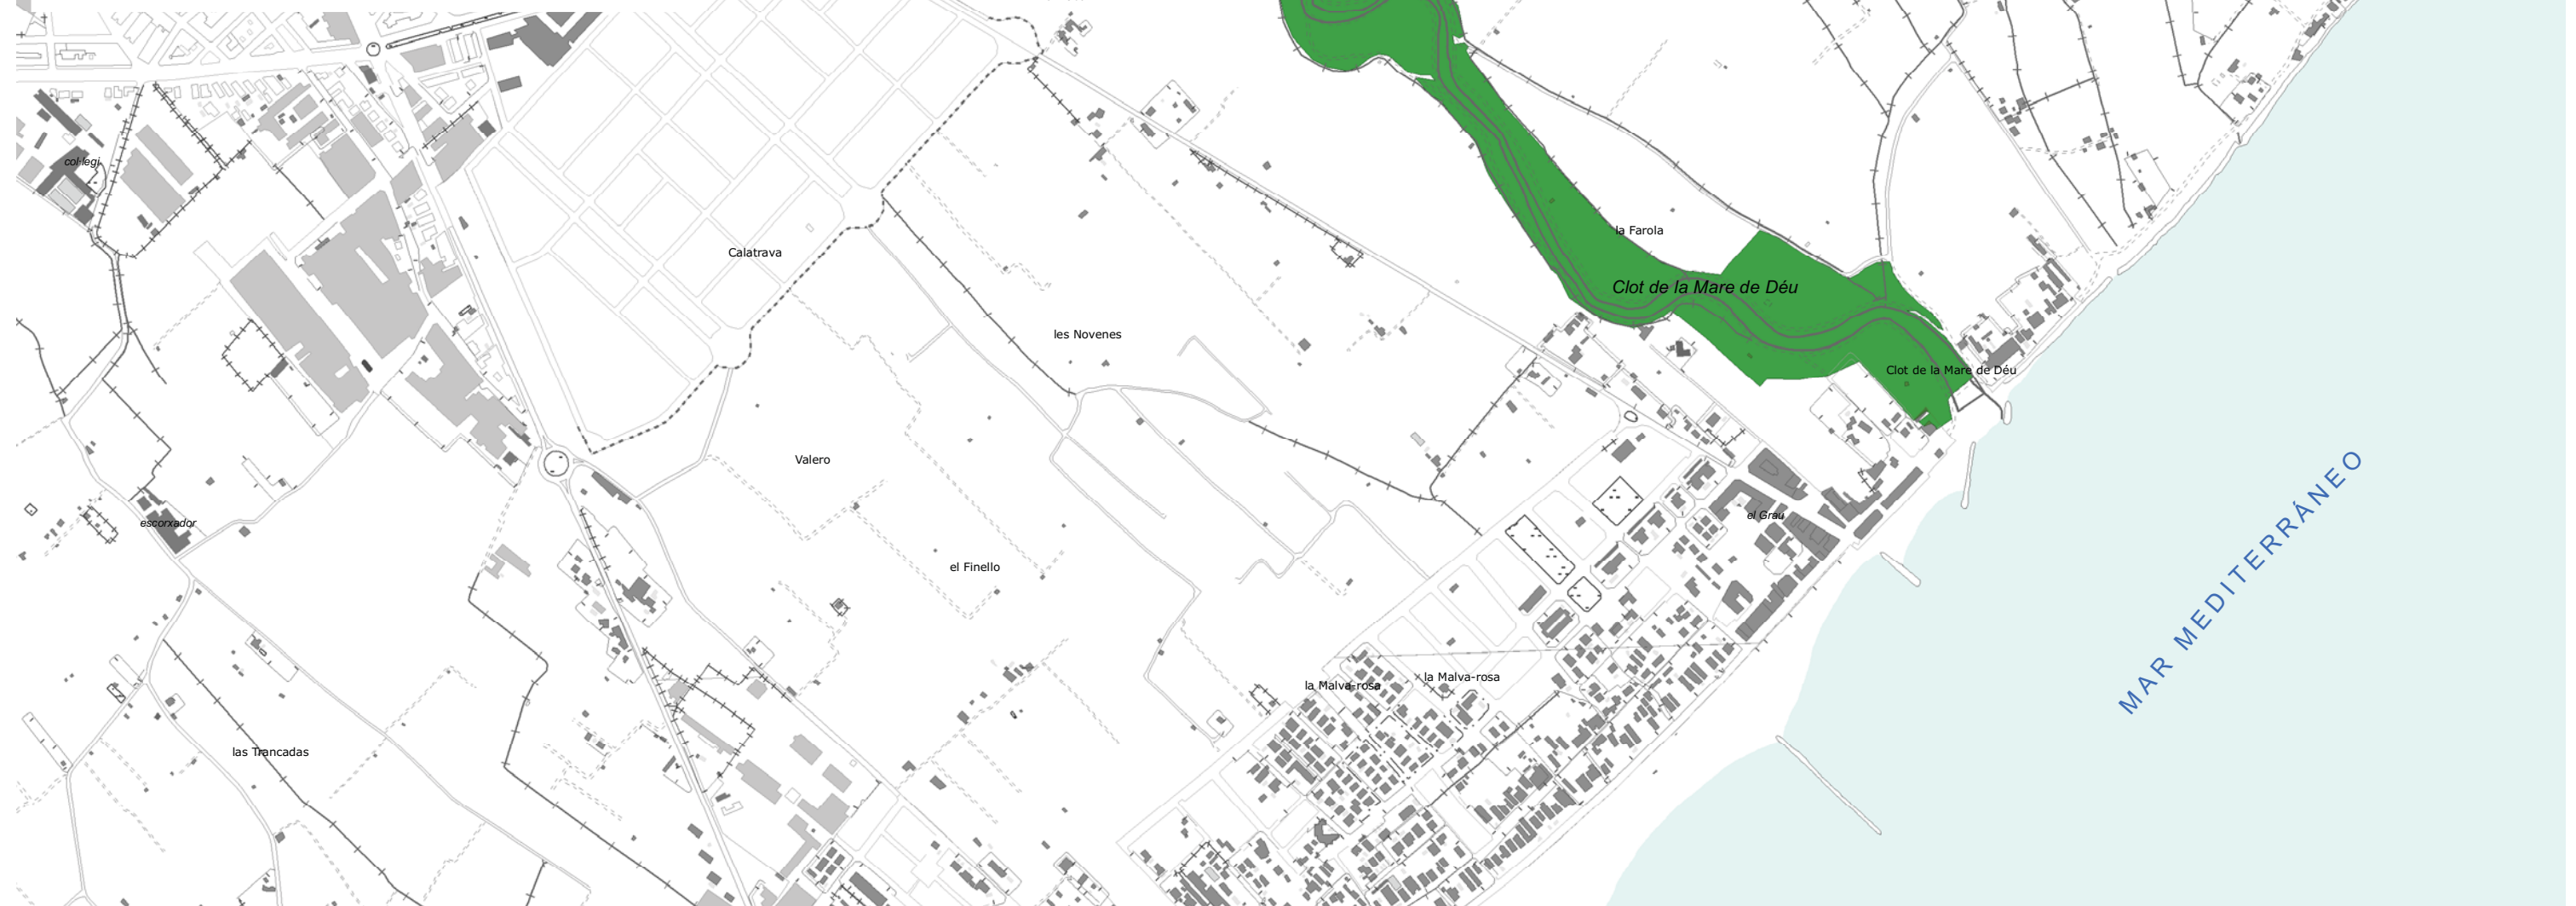 col·legi
la Farola
Calatrava
Clot de la Mare de Déu
les Novenes
Clot de la Mare de Déu
Valero
el Grau
escorxador
el Finello
MAR MEDITERRÁNEO
la Malva-rosa
la Malva-rosa
las Trancadas